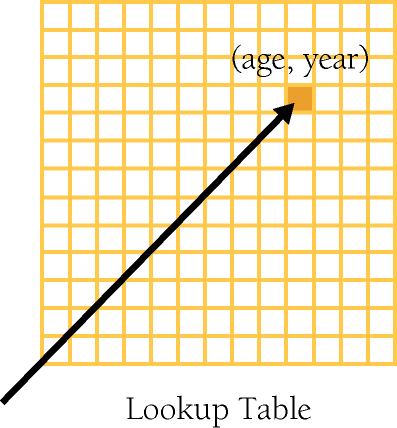 (age, year)
Lookup Table